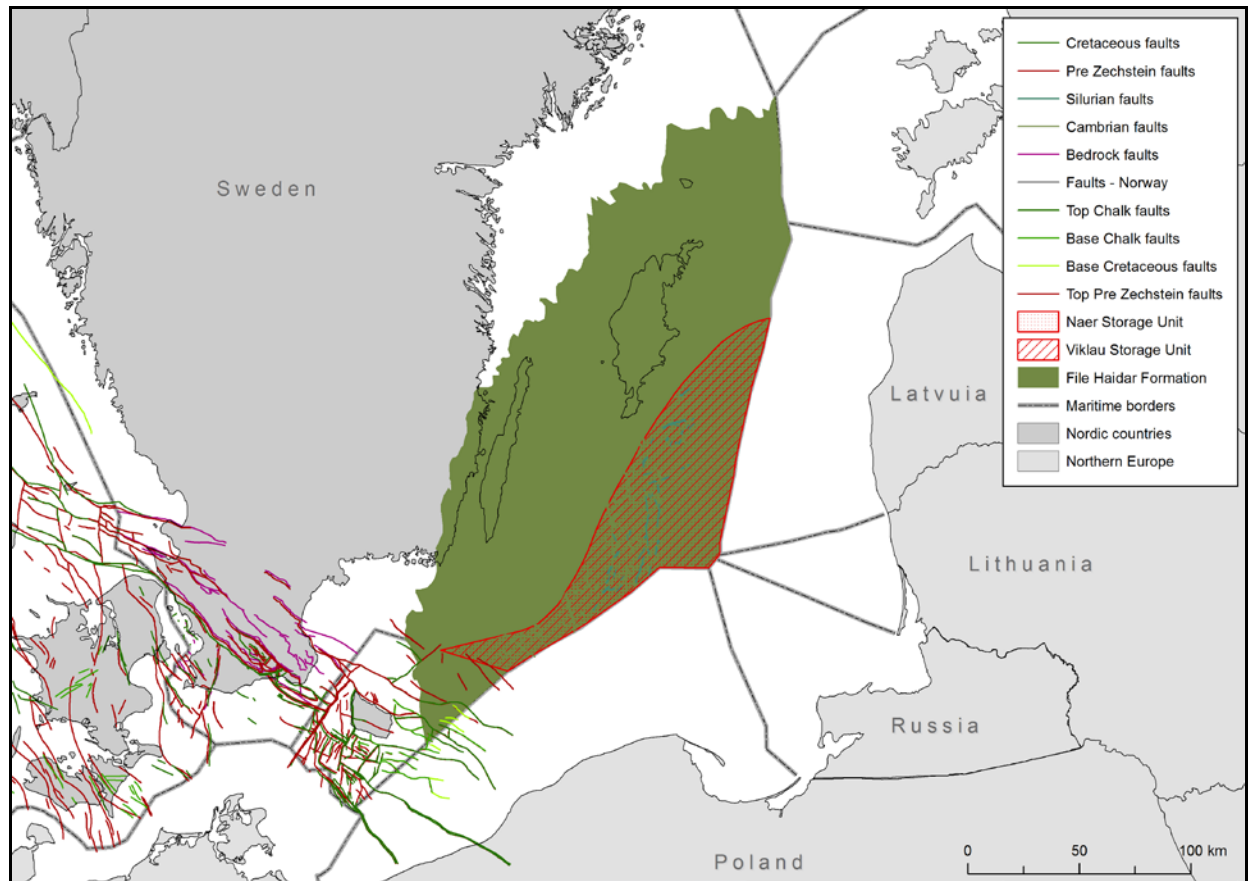 Cretaceous faults
Pre Zechstein faults
Silurian faults
Cambrian faults
Bedrock faults
Faults - Norway
Top Chalk faults
Base Chalk faults
Base Cretaceous faults
Top Pre Zechstein faults
Naer Storage Unit
Viklau Storage Unit
File Haidar Formation
Maritime borders
Nordic countries
Northern Europe
Sweden
Latvuia
Lithuania
Russia
Poland
0 50 100 km